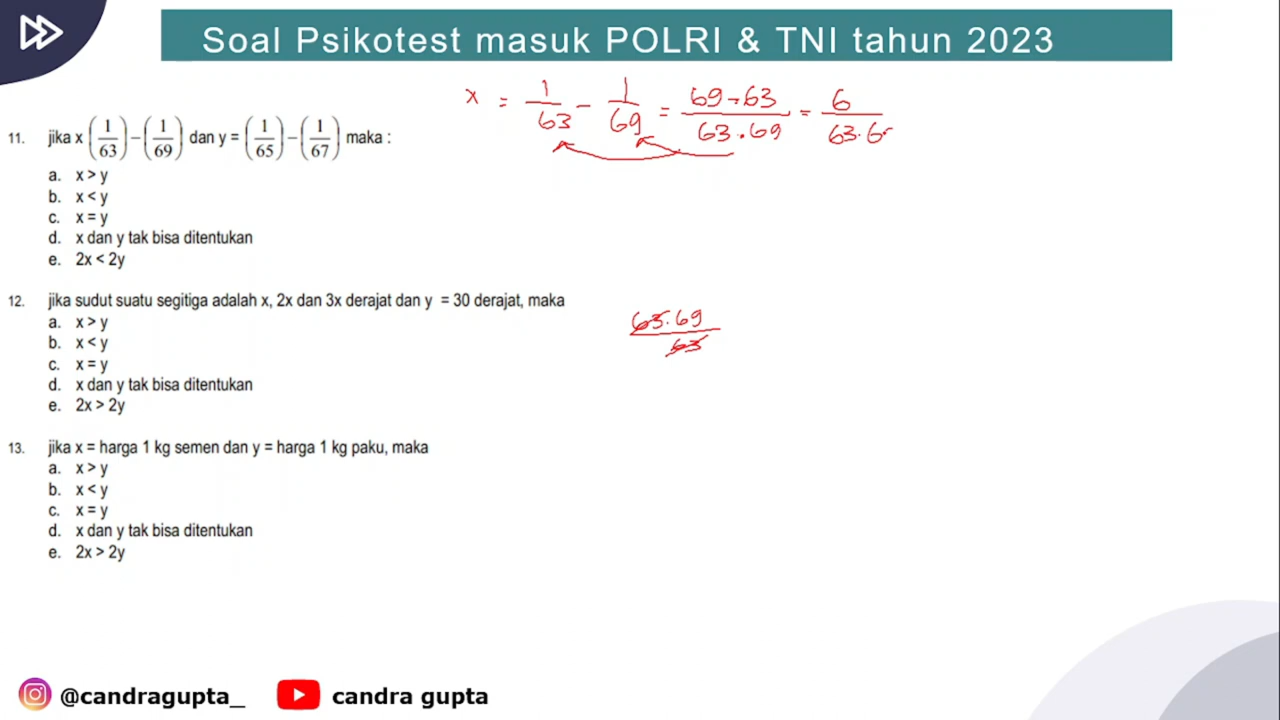 Soal Psikotest masuk POLRI & TNI tahun 2023
x = 1/63 - 1/69 = 69-63/63.69 = 6/63.6
11. jika x (1/63) - (1/69) dan y = (1/65) - (1/67) maka :
a. x > y
b. x < y
c. x = y
d. x dan y tak bisa ditentukan
e. 2x < 2y
12. jika sudut suatu segitiga adalah x, 2x dan 3x derajat dan y = 30 derajat, maka
a. x > y
b. x < y
c. x = y
d. x dan y tak bisa ditentukan
e. 2x > 2y
63.69/63
13. jika x = harga 1 kg semen dan y = harga 1 kg paku, maka
a. x > y
b. x < y
c. x = y
d. x dan y tak bisa ditentukan
e. 2x > 2y
@candragupta_ candra gupta